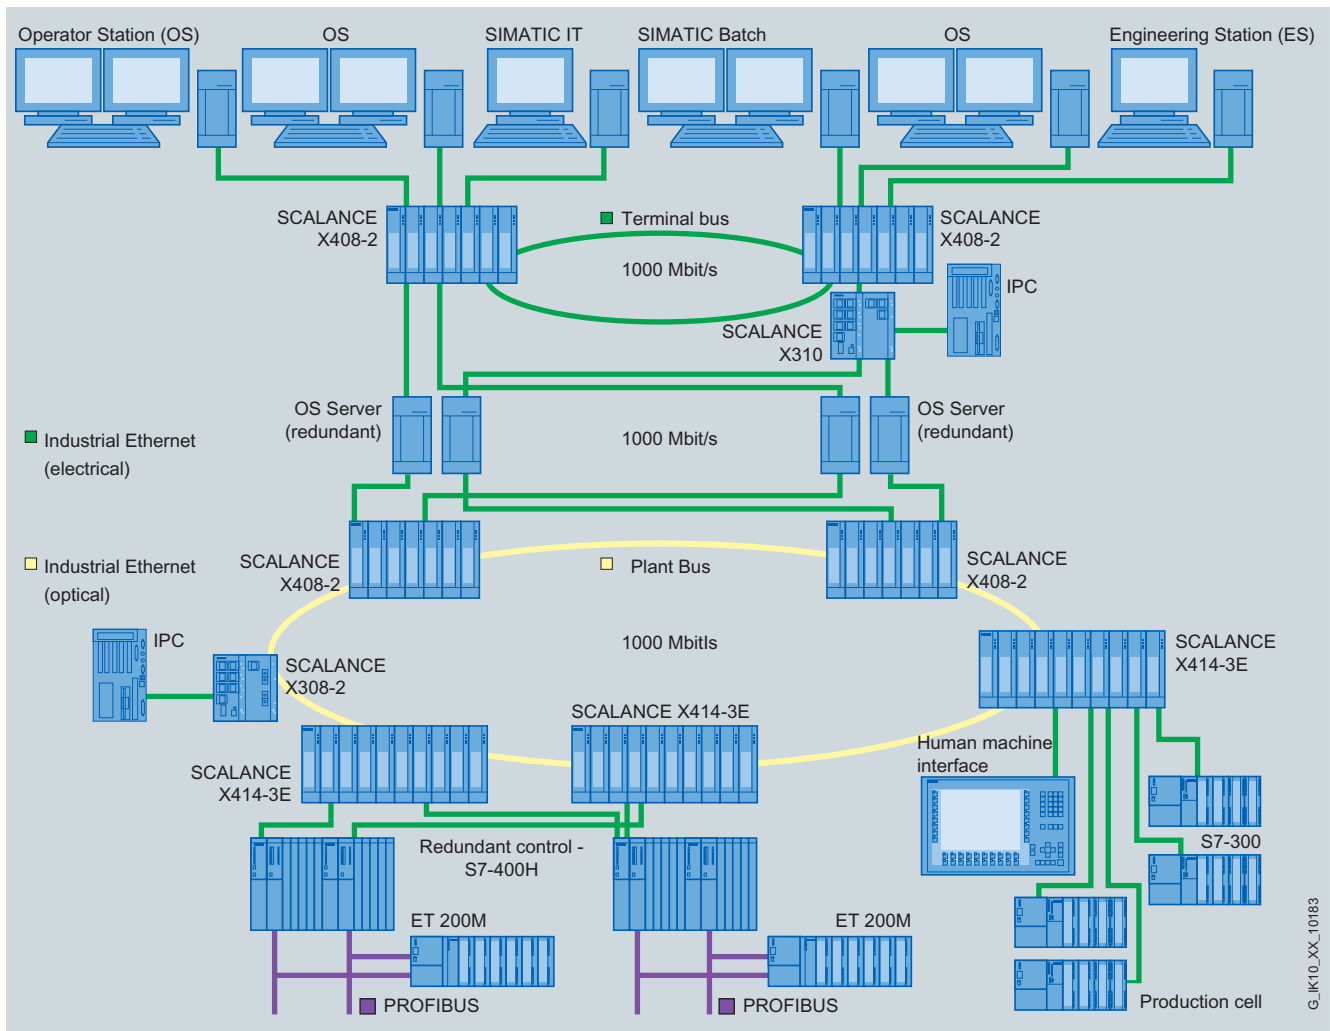 Operator Station (OS)
OS
SIMATIC IT
SIMATIC Batch
OS
Engineering Station (ES)
SCALANCE
X408-2
Terminal bus
SCALANCE
X408-2
1000 Mbit/s
IPC
SCALANCE
X310
OS Server
(redundant)
OS Server
(redundant)
1000 Mbit/s
Industrial Ethernet
(electrical)
SCALANCE
X408-2
Plant Bus
SCALANCE
X408-2
Industrial Ethernet
(optical)
IPC
1000 Mbitls
SCALANCE
X414-3E
SCALANCE
X308-2
SCALANCE X414-3E
Human machine
interface
SCALANCE
X414-3E
Redundant control -
S7-400H
S7-300
ET 200M
ET 200M
PROFIBUS
PROFIBUS
Production cell
G_IK10_XX_10183